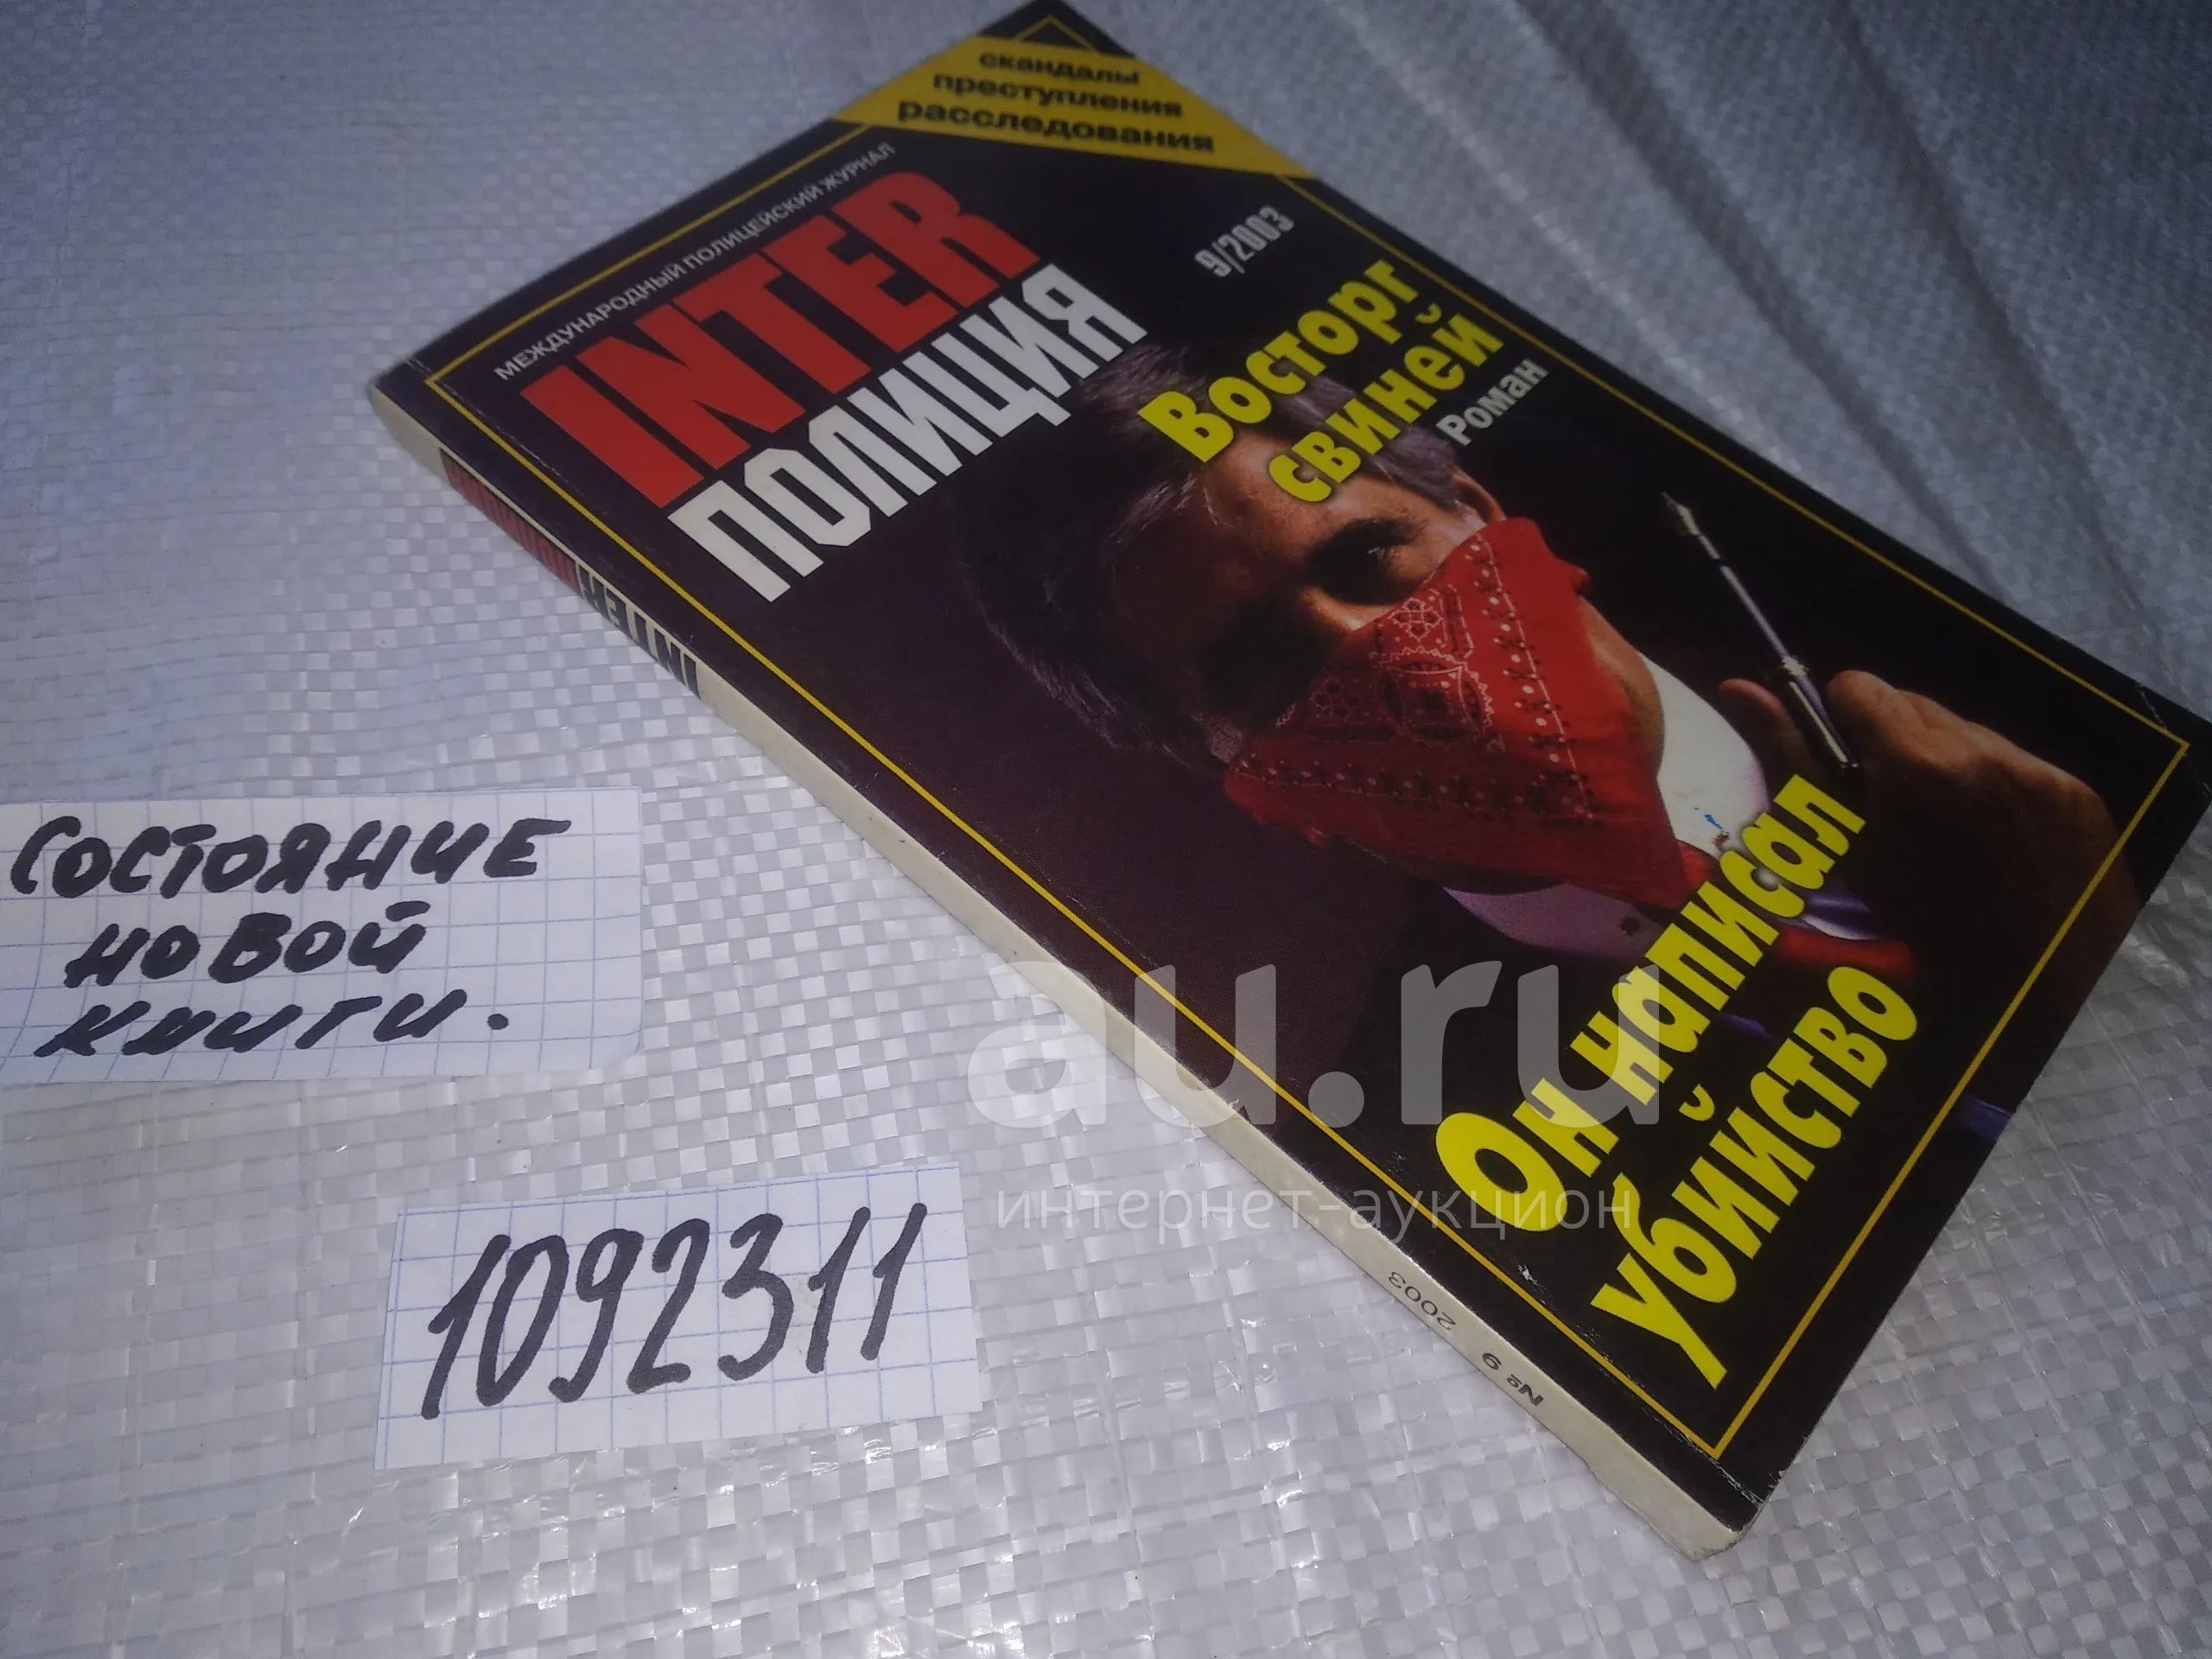 скандалы
преступления
расследования
МЕЖДУНАРОДНЫЙ ПОЛИЦЕЙСКИЙ ЖУРНАЛ
INTER
ПОЛИЦИЯ
9/2003
Восторг
свиней
Роман
Он написал
убийство
INTER
№ 9 2003
СОСТОЯНИЕ
НОВОЙ
КНИГИ.
1092311
au.ru
интернет-аукцион